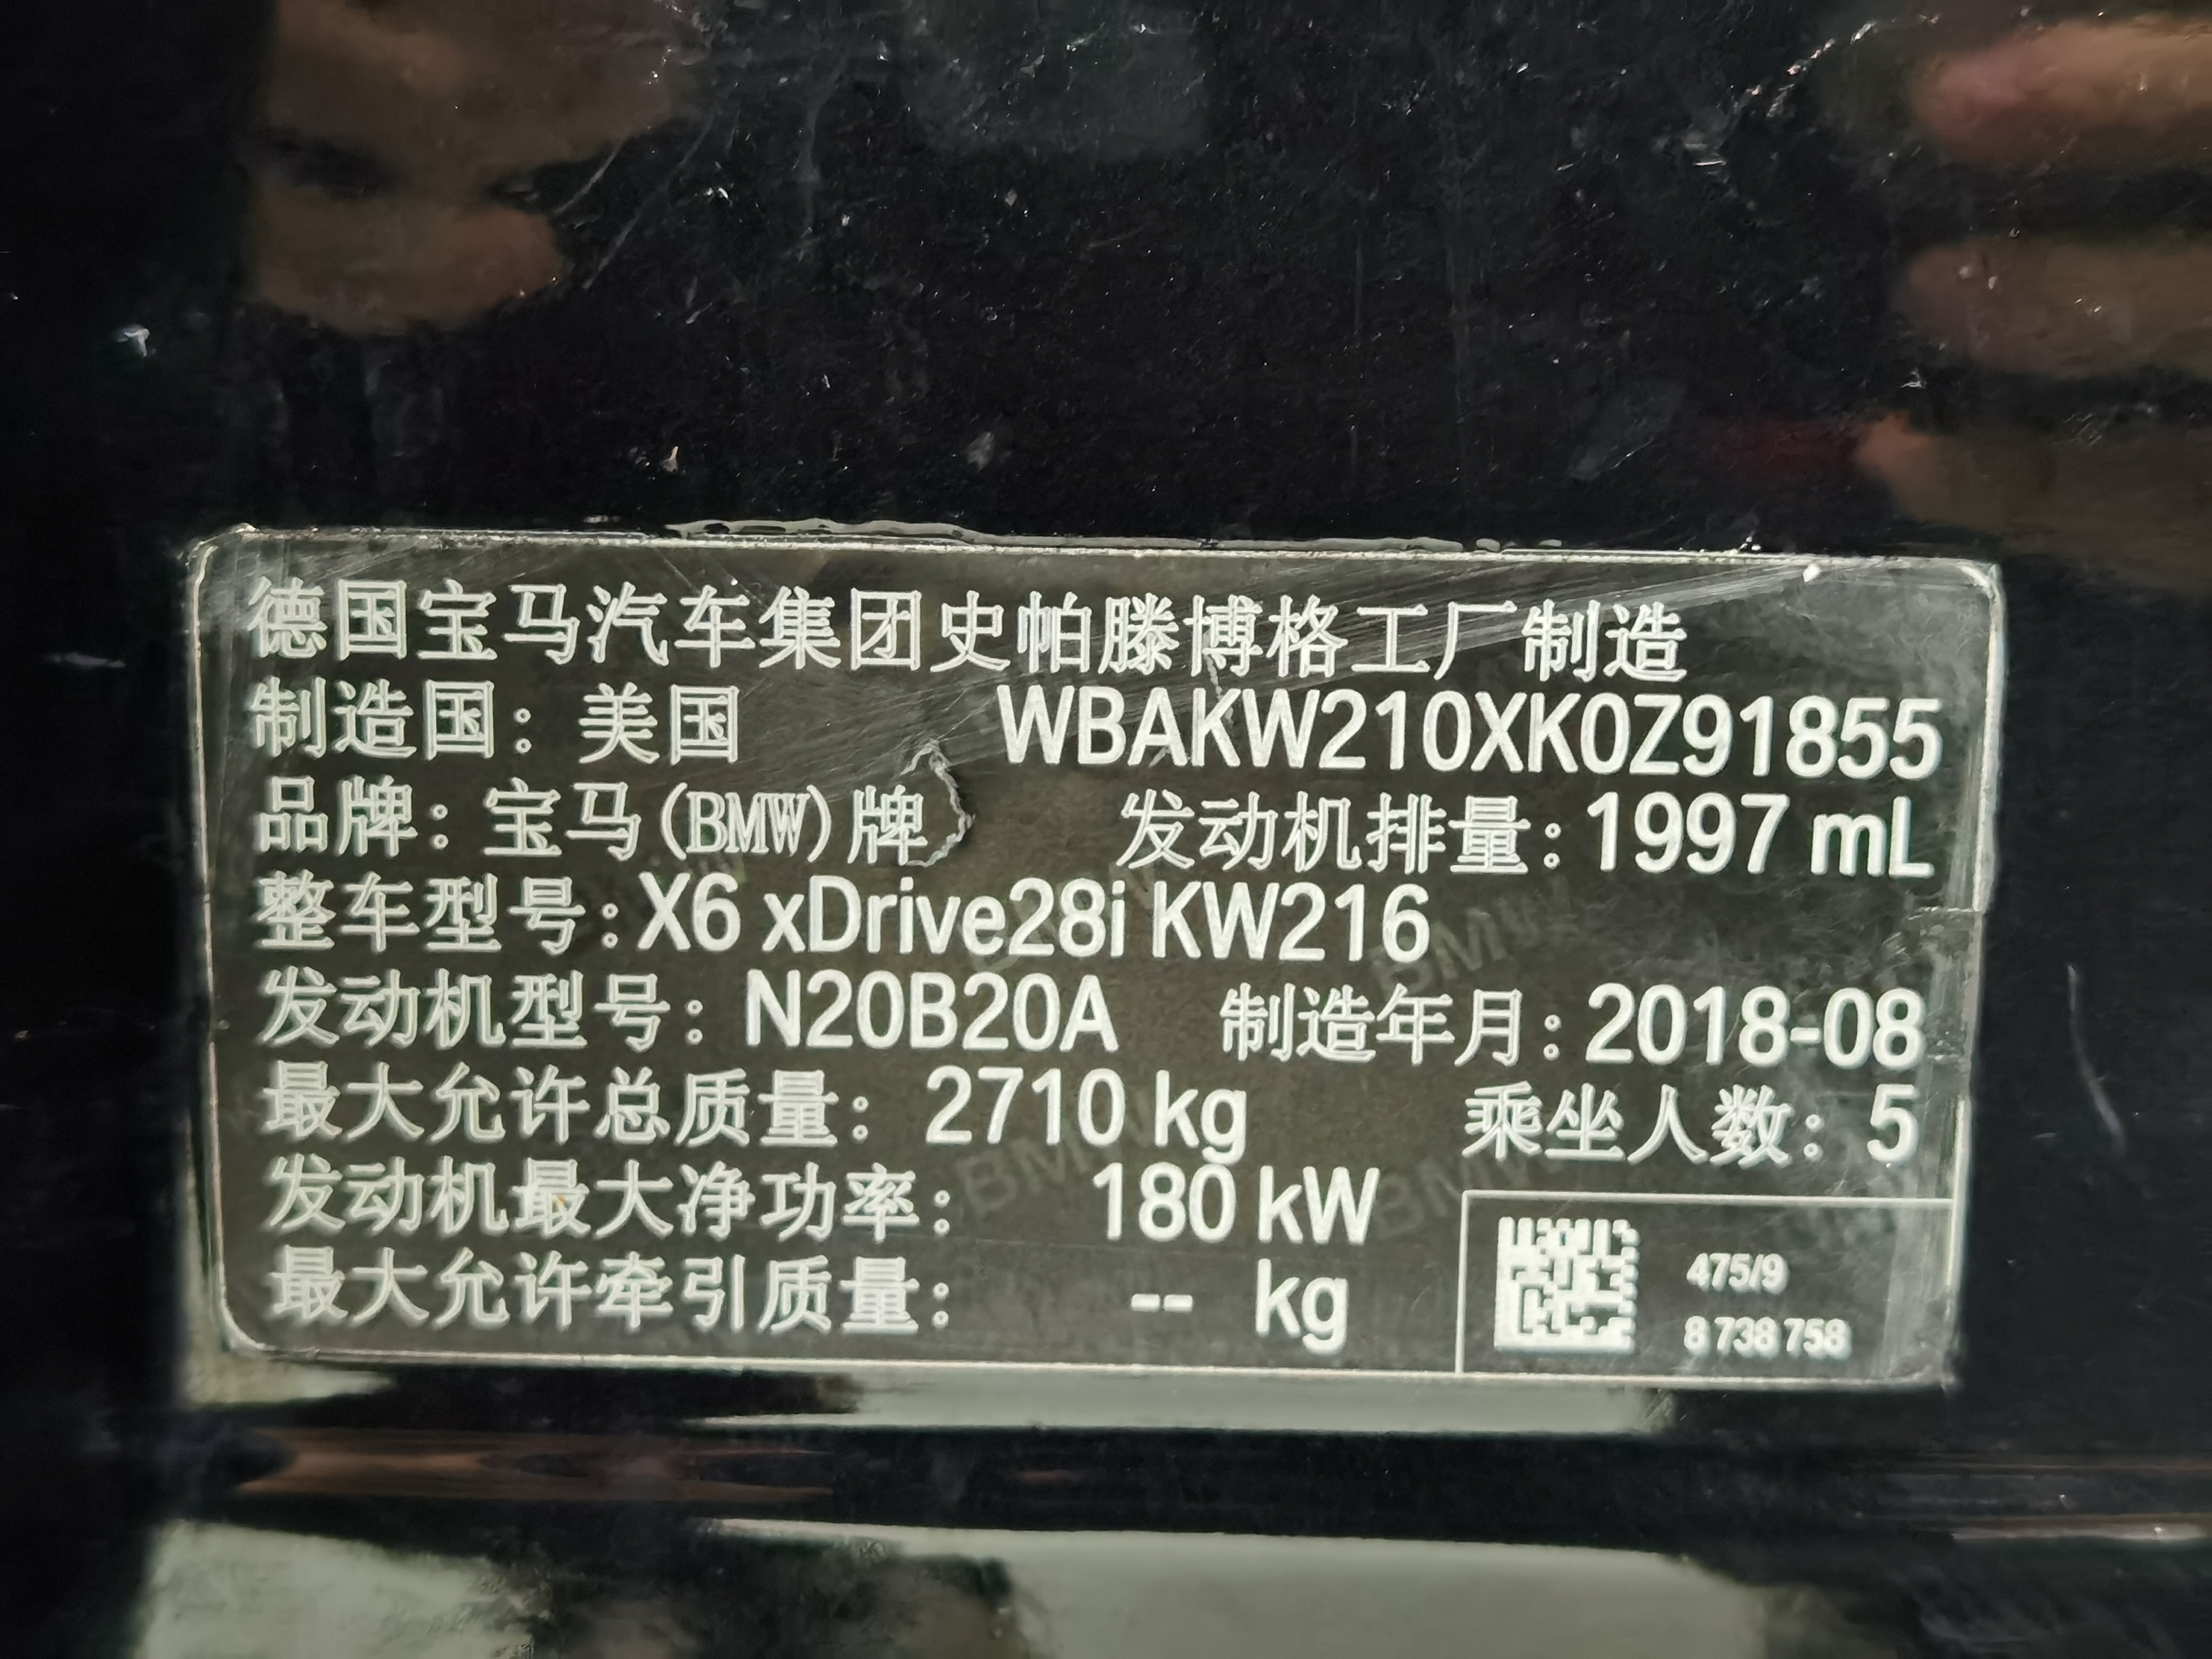 德国宝马汽车集团史帕滕博格工厂制造
制造国：美国 WBAKW210XK0Z91855
品牌：宝马(BMW)牌 发动机排量：1997 mL
整车型号：X6 xDrive28i KW216
发动机型号：N20B20A 制造年月：2018-08
最大允许总质量：2710 kg 乘坐人数：5
发动机最大净功率：180 kW
最大允许牵引质量：-- kg
475/9
8 738 758